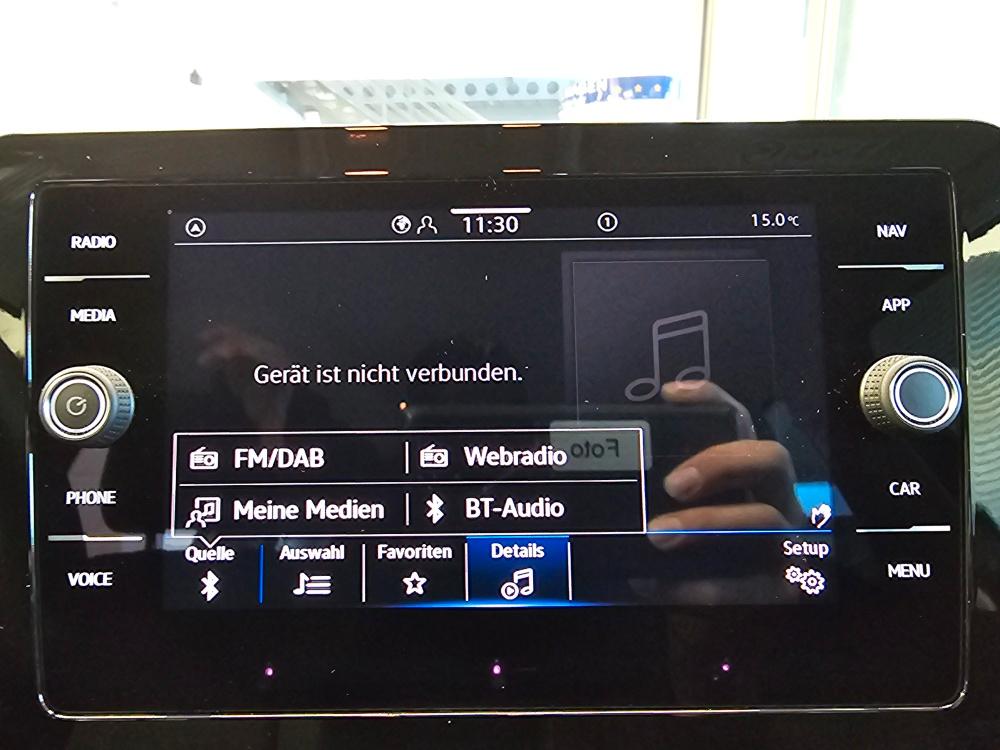 11:30
1
15.0 °C
RADIO
NAV
MEDIA
APP
Gerät ist nicht verbunden.
FM/DAB
Webradio
Foto
Meine Medien
BT-Audio
PHONE
CAR
Quelle
Auswahl
Favoriten
Details
Setup
VOICE
MENU